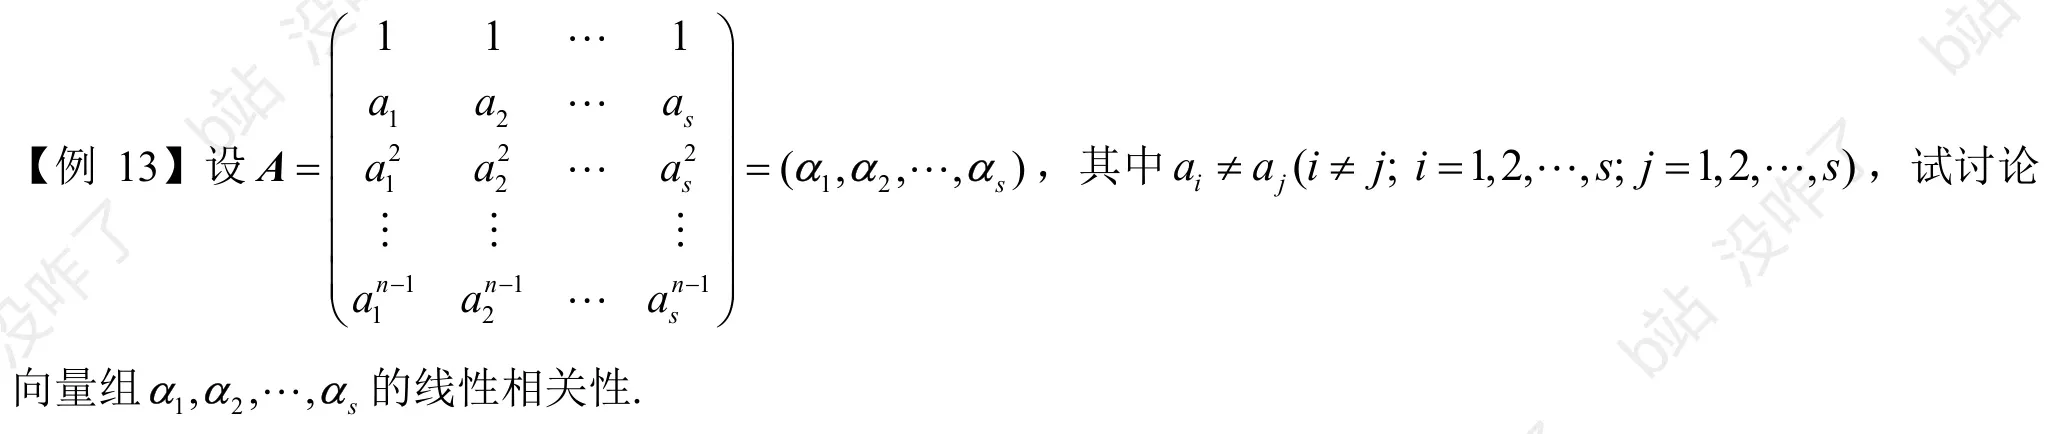 【例 13】设 $A=\begin{pmatrix} 1 & 1 & \cdots & 1 \\ a_1 & a_2 & \cdots & a_s \\ a_1^2 & a_2^2 & \cdots & a_s^2 \\ \vdots & \vdots & & \vdots \\ a_1^{n-1} & a_2^{n-1} & \cdots & a_s^{n-1} \end{pmatrix}=(\alpha_1,\alpha_2,\cdots,\alpha_s)$，其中 $a_i \neq a_j (i \neq j; i=1,2,\cdots,s; j=1,2,\cdots,s)$，试讨论
向量组 $\alpha_1,\alpha_2,\cdots,\alpha_s$ 的线性相关性.
b站 没
b站
没咋了
b站 没咋了